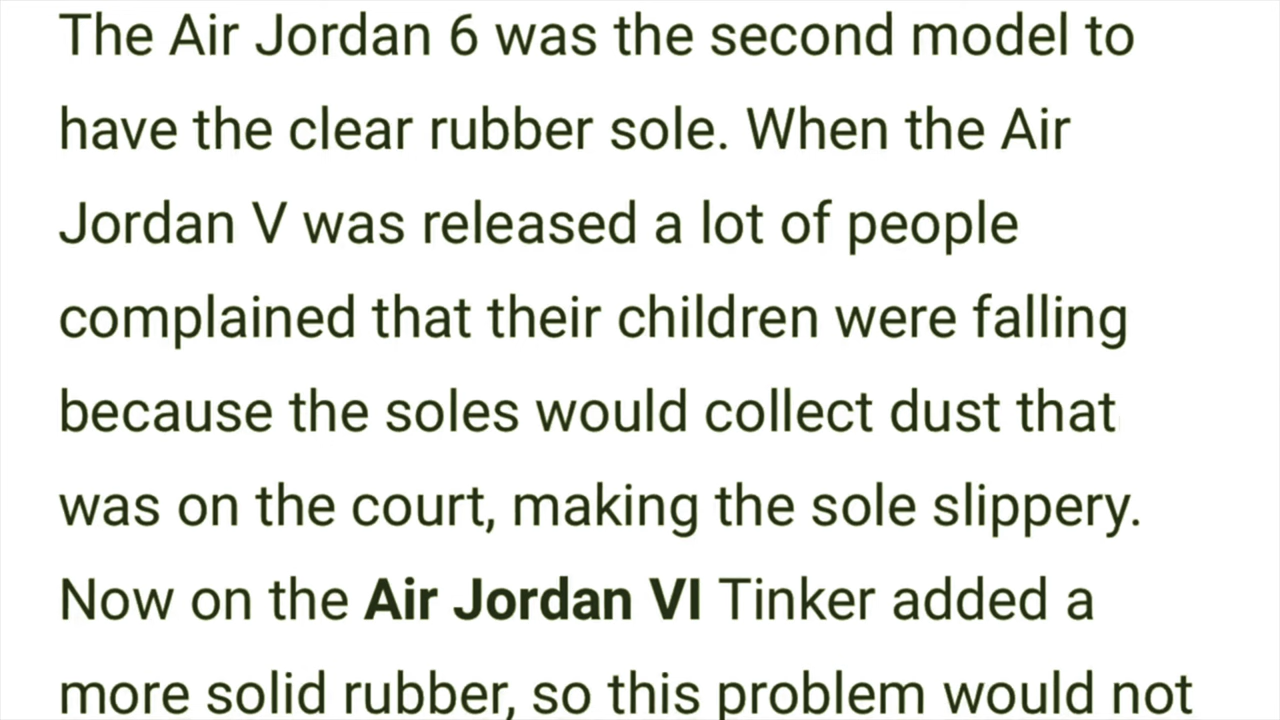 The Air Jordan 6 was the second model to
have the clear rubber sole. When the Air
Jordan V was released a lot of people
complained that their children were falling
because the soles would collect dust that
was on the court, making the sole slippery.
Now on the Air Jordan VI Tinker added a
more solid rubber, so this problem would not